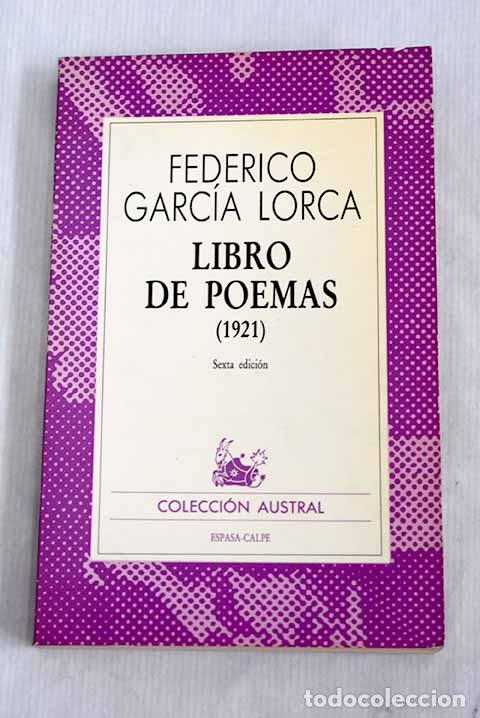 FEDERICO
GARCÍA LORCA
LIBRO
DE POEMAS
(1921)
Sexta edición
COLECCIÓN AUSTRAL
ESPASA-CALPE
todocoleccion